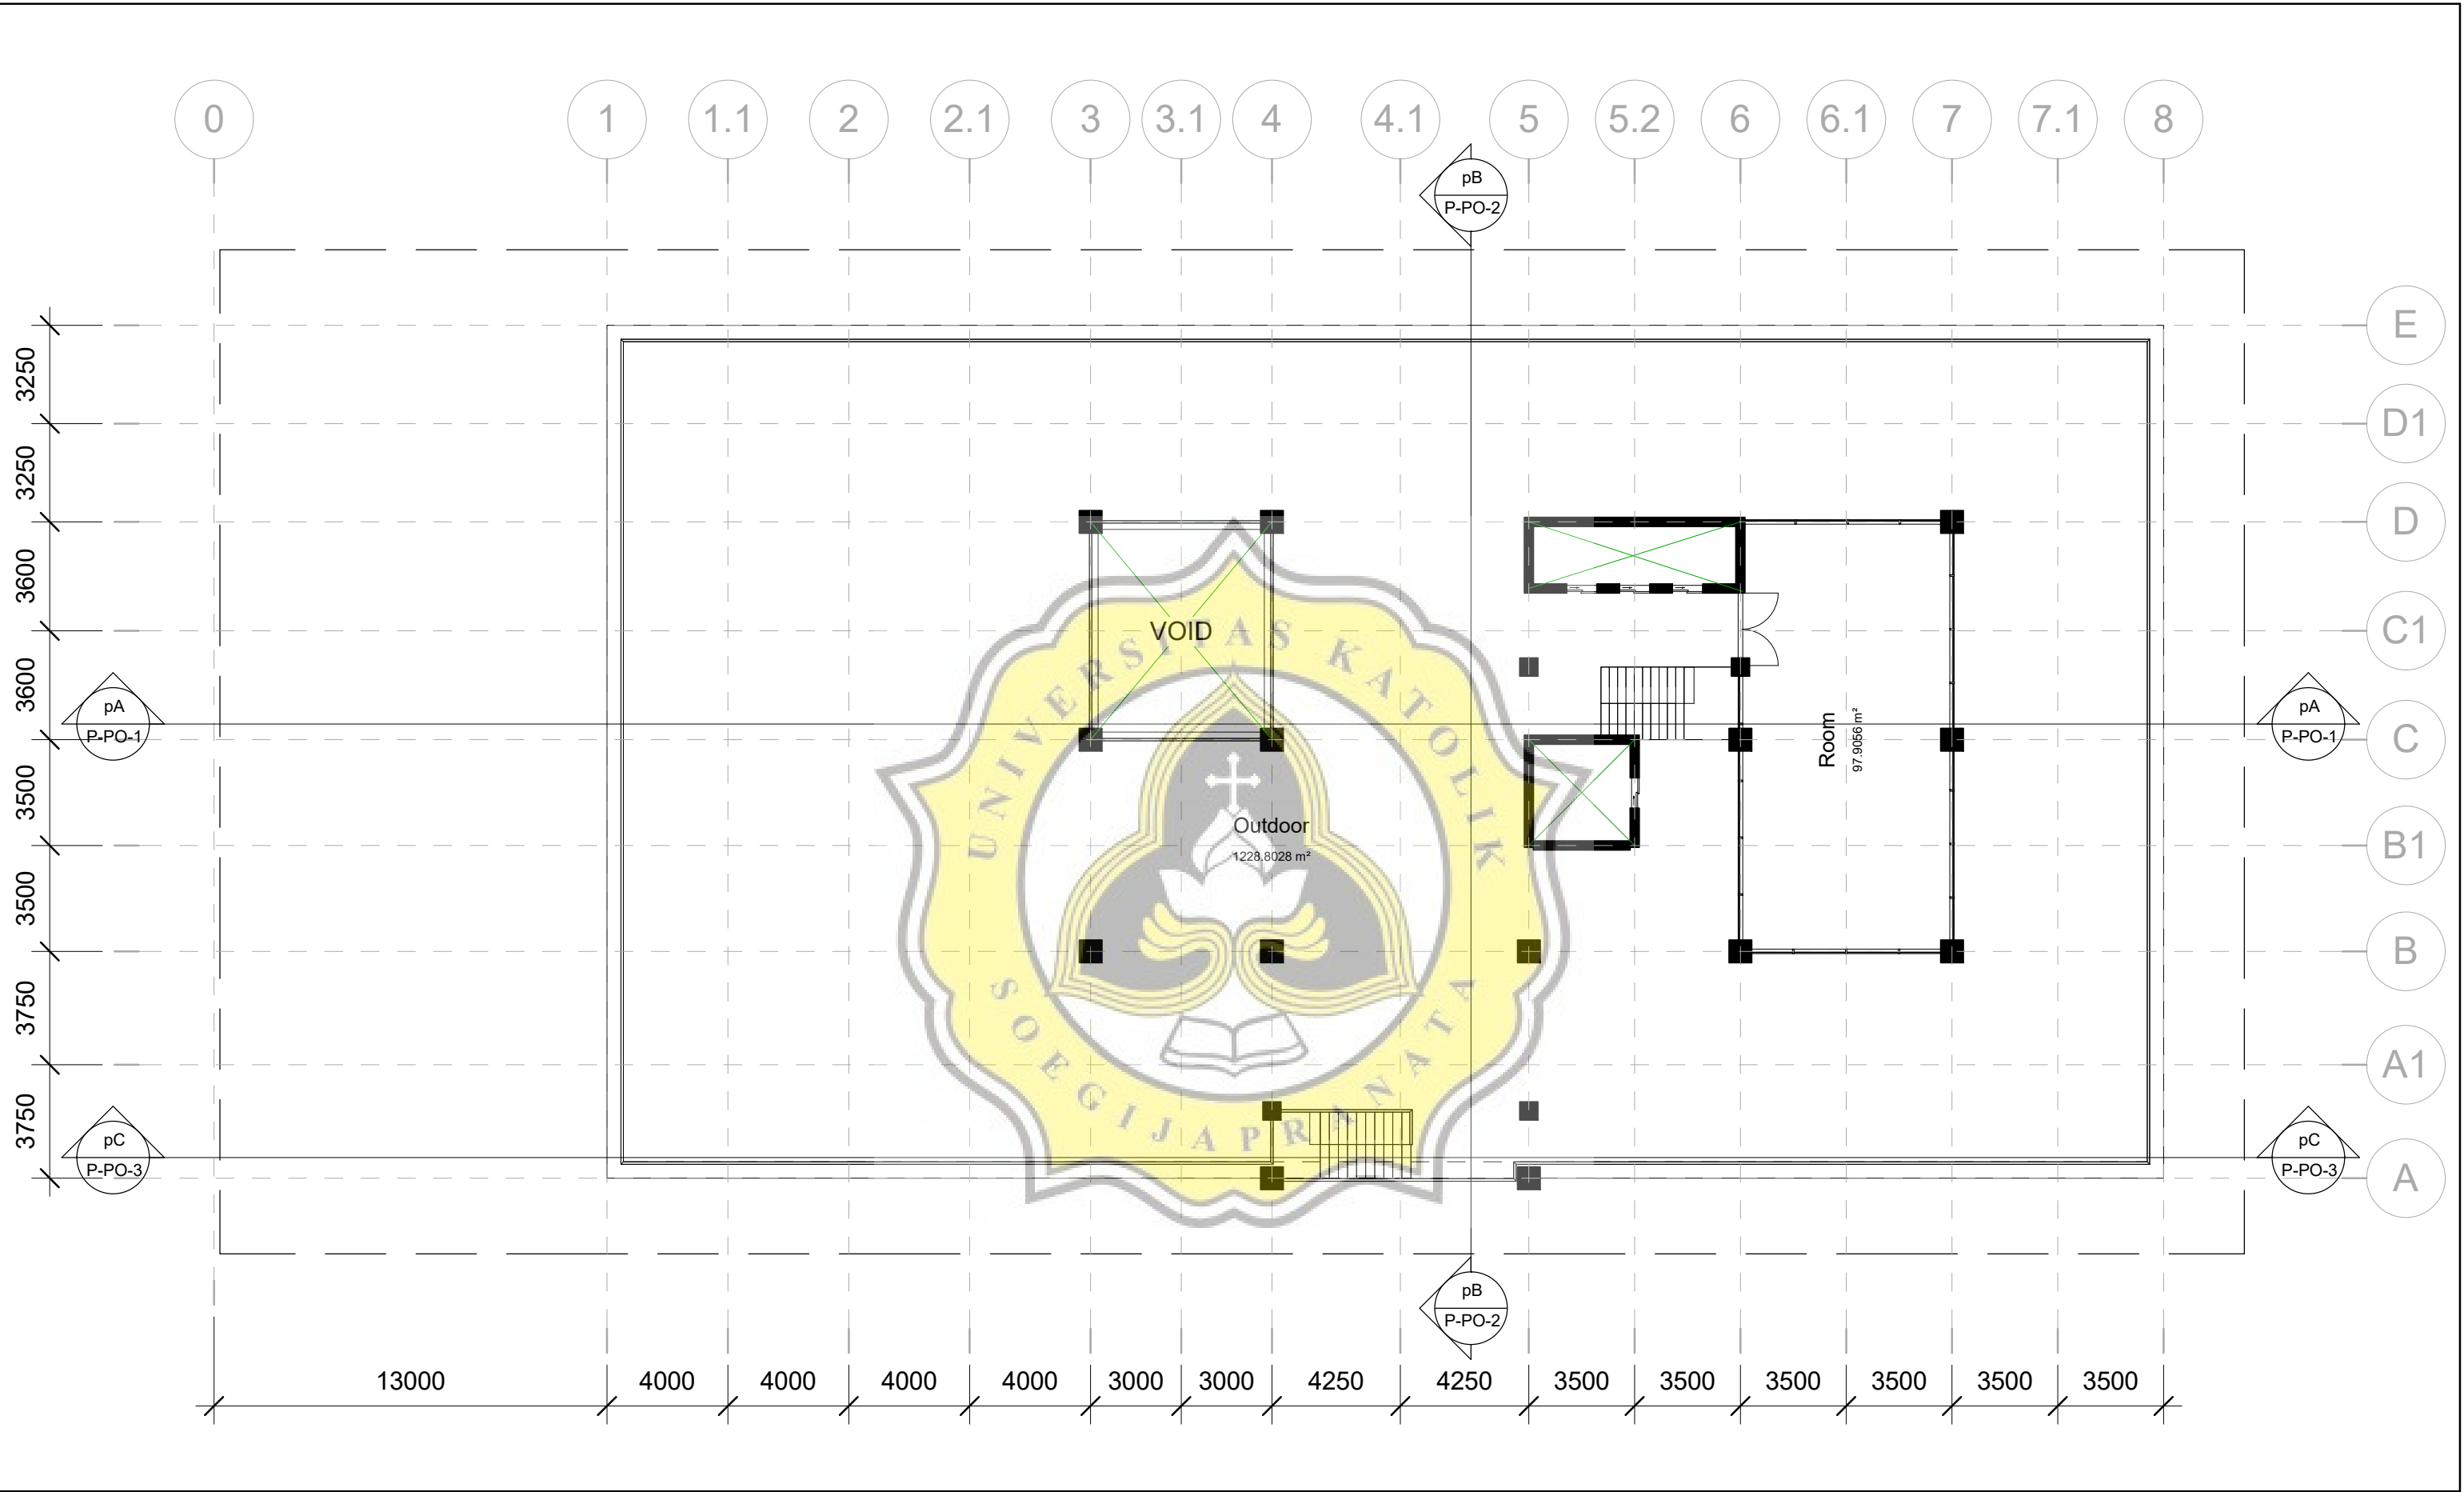 0 1 1.1 2 2.1 3 3.1 4 4.1 5 5.2 6 6.1 7 7.1 8
pB
P-PO-2
E
3250
D1
3250
D
3600
C1
VOID
3600
pA
P-PO-1
pA
P-PO-1
C
Room
97.9056 m²
3500
Outdoor
1228.8028 m²
B1
3500
B
3750
A1
3750
pC
P-PO-3
pC
P-PO-3
A
UNIVERSITAS KATOLIK
SOEGIJAPRANATA
pB
P-PO-2
13000 4000 4000 4000 4000 3000 3000 4250 4250 3500 3500 3500 3500 3500 3500